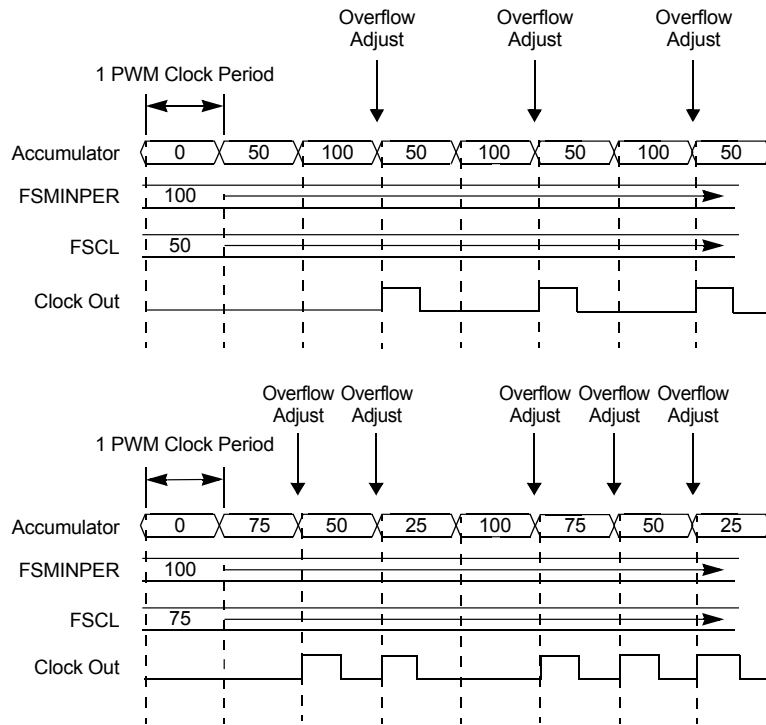 Overflow Adjust Overflow Adjust Overflow Adjust
1 PWM Clock Period
Accumulator 0 50 100 50 100 50 100 50
FSMINPER 100
FSCL 50
Clock Out
Overflow Adjust Overflow Adjust Overflow Adjust Overflow Adjust Overflow Adjust
1 PWM Clock Period
Accumulator 0 75 50 25 100 75 50 25
FSMINPER 100
FSCL 75
Clock Out